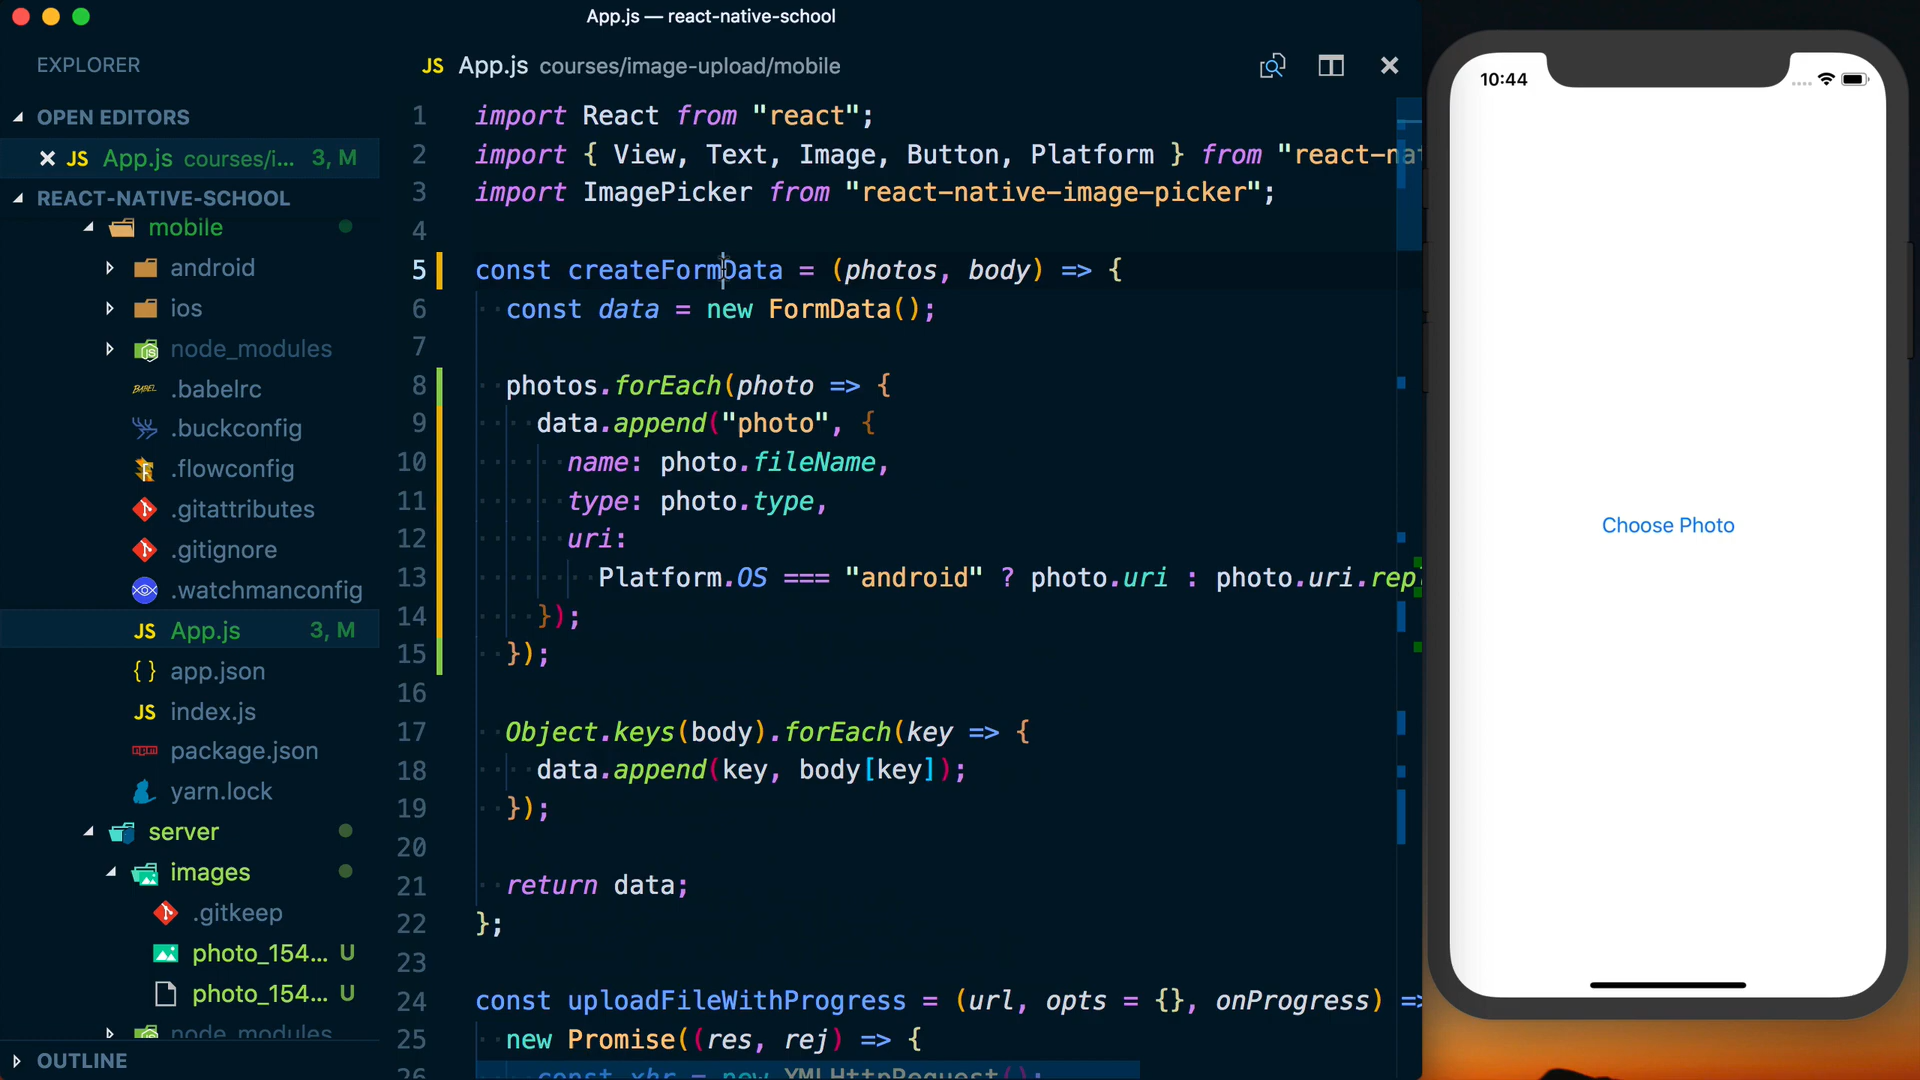 App.js — react-native-school
EXPLORER
OPEN EDITORS
JS App.js courses/i... 3, M
REACT-NATIVE-SCHOOL
mobile
android
ios
node_modules
.babelrc
.buckconfig
.flowconfig
.gitattributes
.gitignore
.watchmanconfig
JS App.js 3, M
{ } app.json
JS index.js
package.json
yarn.lock
server
images
.gitkeep
photo_154... U
photo_154... U
node_modules
OUTLINE
JS App.js courses/image-upload/mobile
1 import React from "react";
2 import { View, Text, Image, Button, Platform } from "react-nat
3 import ImagePicker from "react-native-image-picker";
4
5 const createFormData = (photos, body) => {
6 const data = new FormData();
7
8 photos.forEach(photo => {
9 data.append("photo", {
10 name: photo.fileName,
11 type: photo.type,
12 uri:
13 Platform.OS === "android" ? photo.uri : photo.uri.rep
14 });
15 });
16
17 Object.keys(body).forEach(key => {
18 data.append(key, body[key]);
19 });
20
21 return data;
22 };
23
24 const uploadFileWithProgress = (url, opts = {}, onProgress) =>
25 new Promise((res, rej) => {
26 const xhr = new XMLHttpRequest();
10:44
Choose Photo